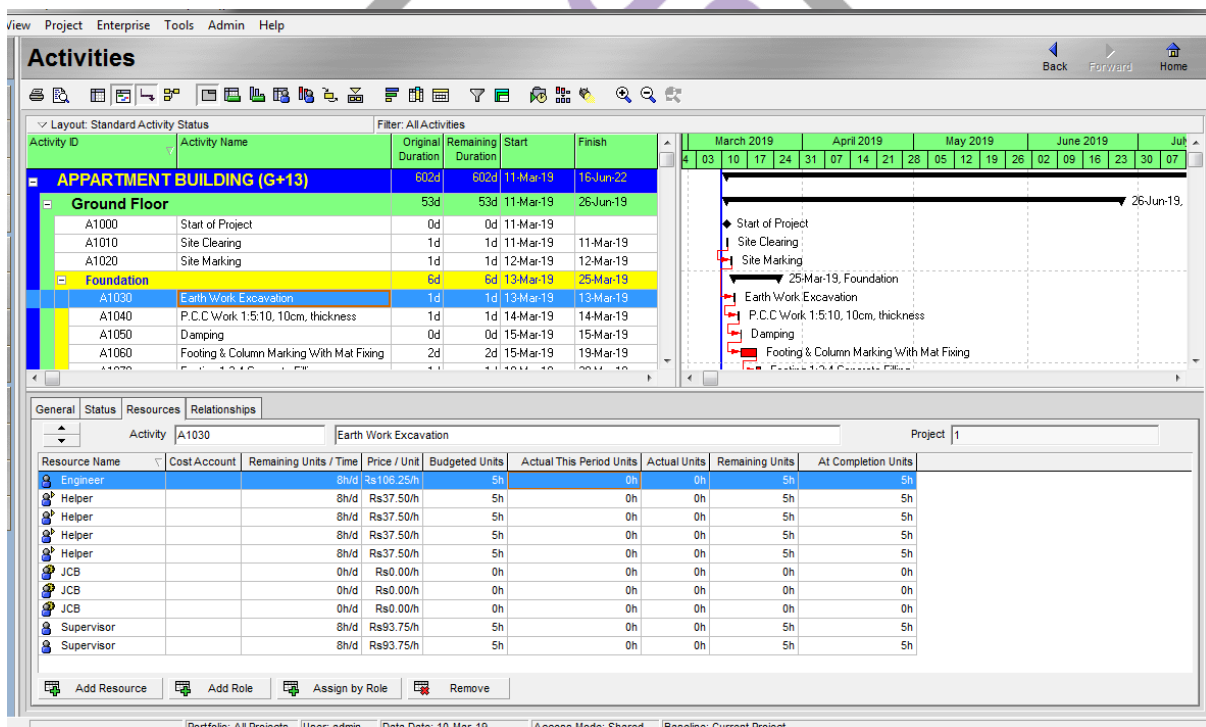 View Project Enterprise Tools Admin Help
Activities
Back Forward Home
Layout: Standard Activity Status Filter: All Activities
Activity ID Activity Name Original Duration Remaining Duration Start Finish
March 2019 April 2019 May 2019 June 2019 July
4 03 10 17 24 31 07 14 21 28 05 12 19 26 02 09 16 23 30 07
APPARTMENT BUILDING (G+13) 602d 602d 11-Mar-19 16-Jun-22
Ground Floor 53d 53d 11-Mar-19 26-Jun-19 26-Jun-19,
A1000 Start of Project 0d 0d 11-Mar-19 Start of Project
A1010 Site Clearing 1d 1d 11-Mar-19 11-Mar-19 Site Clearing
A1020 Site Marking 1d 1d 12-Mar-19 12-Mar-19 Site Marking
Foundation 6d 6d 13-Mar-19 25-Mar-19 25-Mar-19, Foundation
A1030 Earth Work Excavation 1d 1d 13-Mar-19 13-Mar-19 Earth Work Excavation
A1040 P.C.C Work 1:5:10, 10cm, thickness 1d 1d 14-Mar-19 14-Mar-19 P.C.C Work 1:5:10, 10cm, thickness
A1050 Damping 0d 0d 15-Mar-19 15-Mar-19 Damping
A1060 Footing & Column Marking With Mat Fixing 2d 2d 15-Mar-19 19-Mar-19 Footing & Column Marking With Mat Fixing
General Status Resources Relationships
Activity A1030 Earth Work Excavation Project 1
Resource Name Cost Account Remaining Units / Time Price / Unit Budgeted Units Actual This Period Units Actual Units Remaining Units At Completion Units
Engineer 8h/d Rs106.25/h 5h 0h 0h 5h 5h
Helper 8h/d Rs37.50/h 5h 0h 0h 5h 5h
Helper 8h/d Rs37.50/h 5h 0h 0h 5h 5h
Helper 8h/d Rs37.50/h 5h 0h 0h 5h 5h
Helper 8h/d Rs37.50/h 5h 0h 0h 5h 5h
JCB 0h/d Rs0.00/h 0h 0h 0h 0h 0h
JCB 0h/d Rs0.00/h 0h 0h 0h 0h 0h
JCB 0h/d Rs0.00/h 0h 0h 0h 0h 0h
Supervisor 8h/d Rs93.75/h 5h 0h 0h 5h 5h
Supervisor 8h/d Rs93.75/h 5h 0h 0h 5h 5h
Add Resource Add Role Assign by Role Remove
Portfolio: All Projects User: admin Data Date: 10-Mar-19 Access Mode: Shared Baseline: Current Project